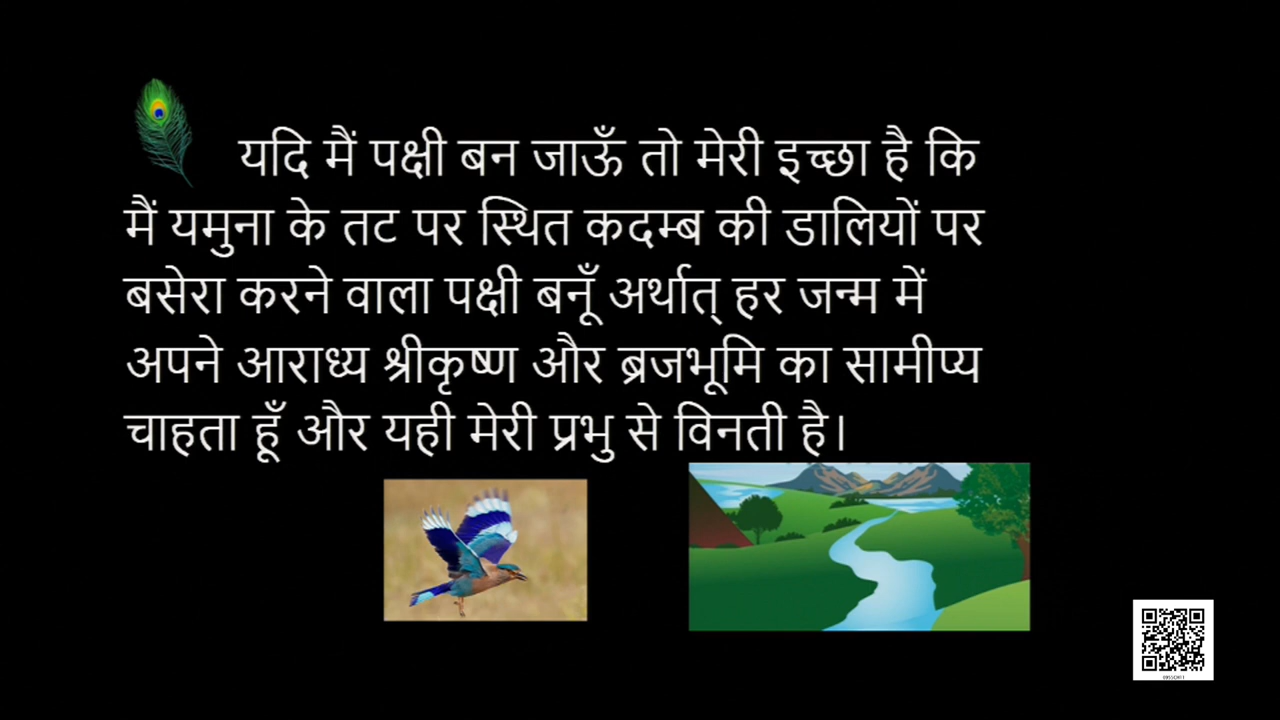 यदि मैं पक्षी बन जाऊँ तो मेरी इच्छा है कि
मैं यमुना के तट पर स्थित कदम्ब की डालियों पर
बसेरा करने वाला पक्षी बनूँ अर्थात् हर जन्म में
अपने आराध्य श्रीकृष्ण और ब्रजभूमि का सामीप्य
चाहता हूँ और यही मेरी प्रभु से विनती है।